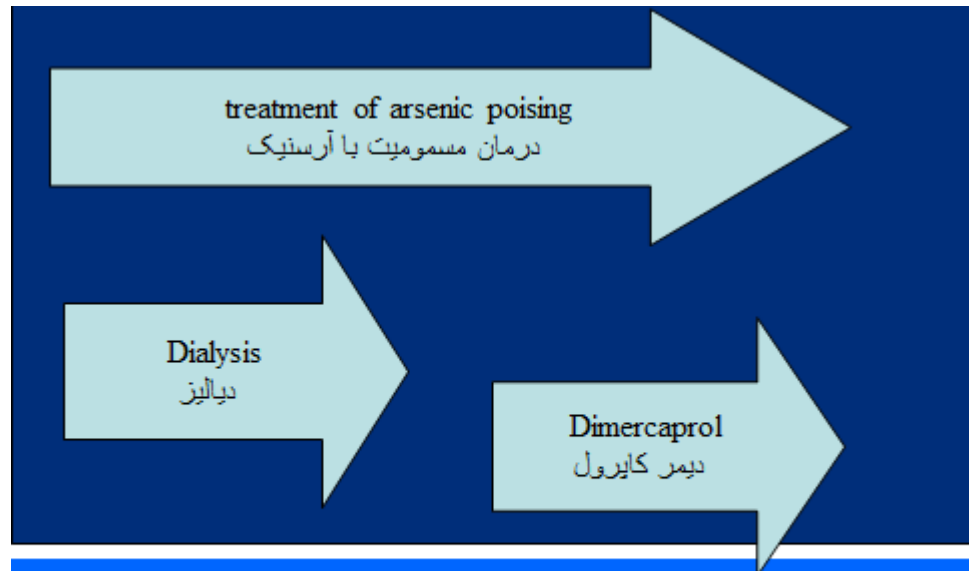 treatment of arsenic poising
درمان مسمومیت با آرسنیک
Dialysis
دیالیز
Dimercaprol
دیمر کاپرول